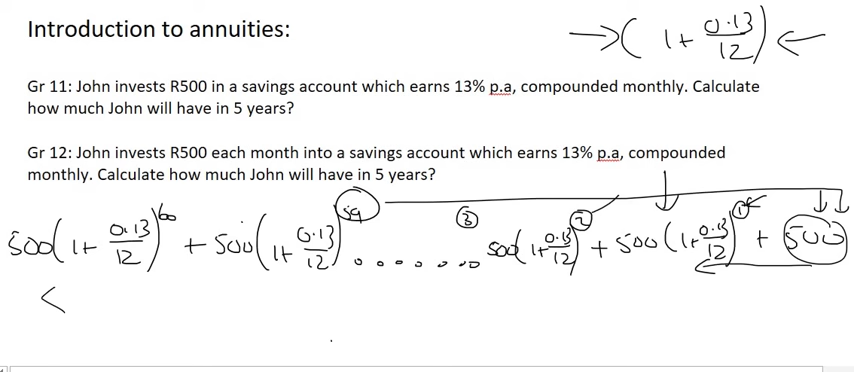 Introduction to annuities:
→( 1 + 0.13/12 )←
Gr 11: John invests R500 in a savings account which earns 13% p.a, compounded monthly. Calculate
how much John will have in 5 years?
Gr 12: John invests R500 each month into a savings account which earns 13% p.a, compounded
monthly. Calculate how much John will have in 5 years?
500(1 + 0.13/12)^60 + 500(1 + 0.13/12)^59 ........ ③ 500(1 + 0.13/12)^② + 500(1 + 0.13/12)^① + 500
<